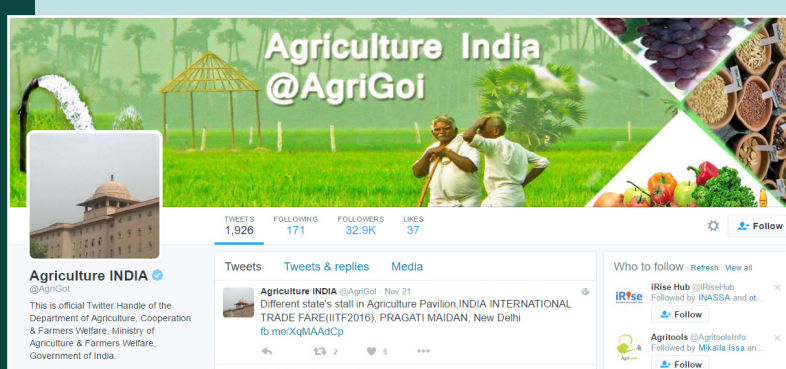 Agriculture India
@AgriGoi
TWEETS FOLLOWING FOLLOWERS LIKES
1,926 171 32.9K 37
Follow
Agriculture INDIA
@AgriGoi
This is official Twitter Handle of the
Department of Agriculture, Cooperation
& Farmers Welfare, Ministry of
Agriculture & Farmers Welfare,
Government of India.
Tweets Tweets & replies Media
Agriculture INDIA @AgriGoi · Nov 21
Different state's stall in Agriculture Pavilion,INDIA INTERNATIONAL
TRADE FARE(IITF2016), PRAGATI MAIDAN, New Delhi
fb.me/XqMAAdCp
2 6
Who to follow · Refresh · View all
iRise
iRise Hub @iRiseHub
Followed by INASSA and ot...
Follow
Agritools @AgritoolsInfo
Followed by Mikaïla Issa an...
Follow